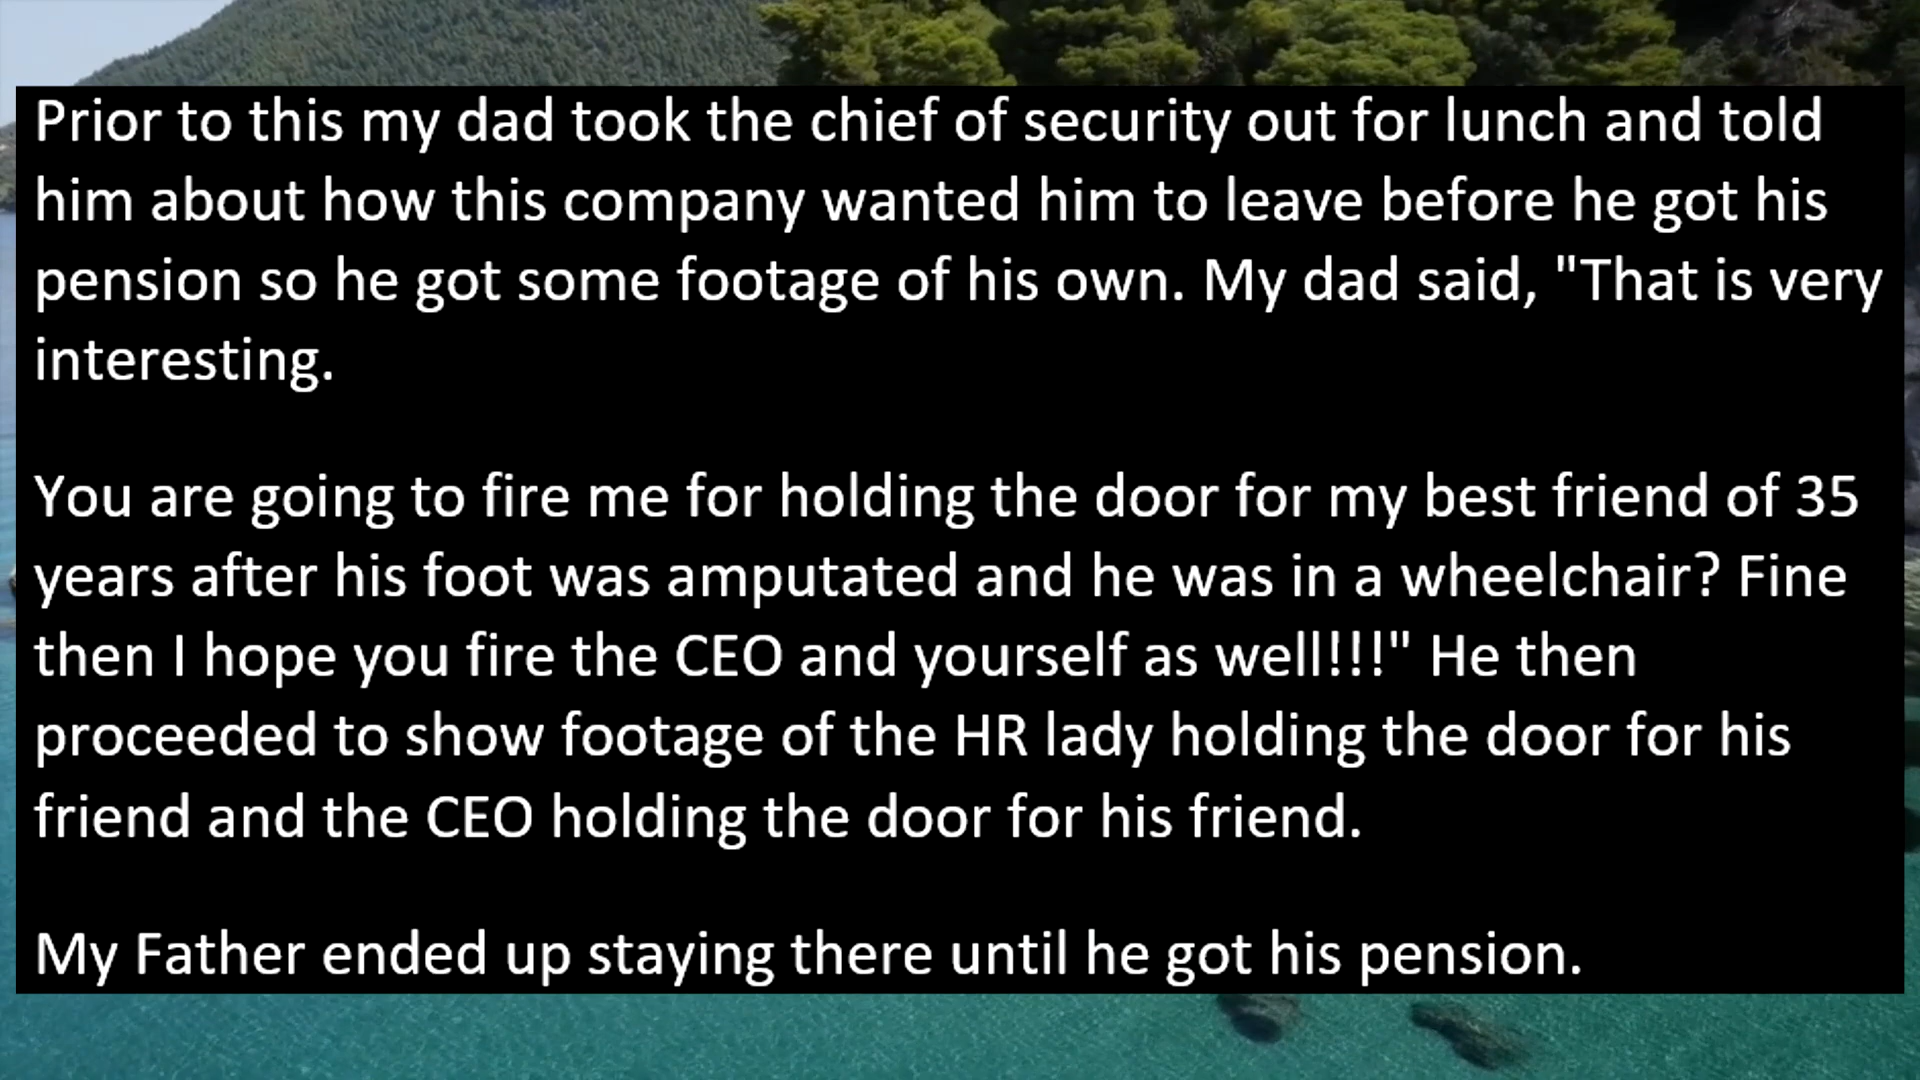 Prior to this my dad took the chief of security out for lunch and told
him about how this company wanted him to leave before he got his
pension so he got some footage of his own. My dad said, "That is very
interesting.
You are going to fire me for holding the door for my best friend of 35
years after his foot was amputated and he was in a wheelchair? Fine
then I hope you fire the CEO and yourself as well!!!" He then
proceeded to show footage of the HR lady holding the door for his
friend and the CEO holding the door for his friend.
My Father ended up staying there until he got his pension.